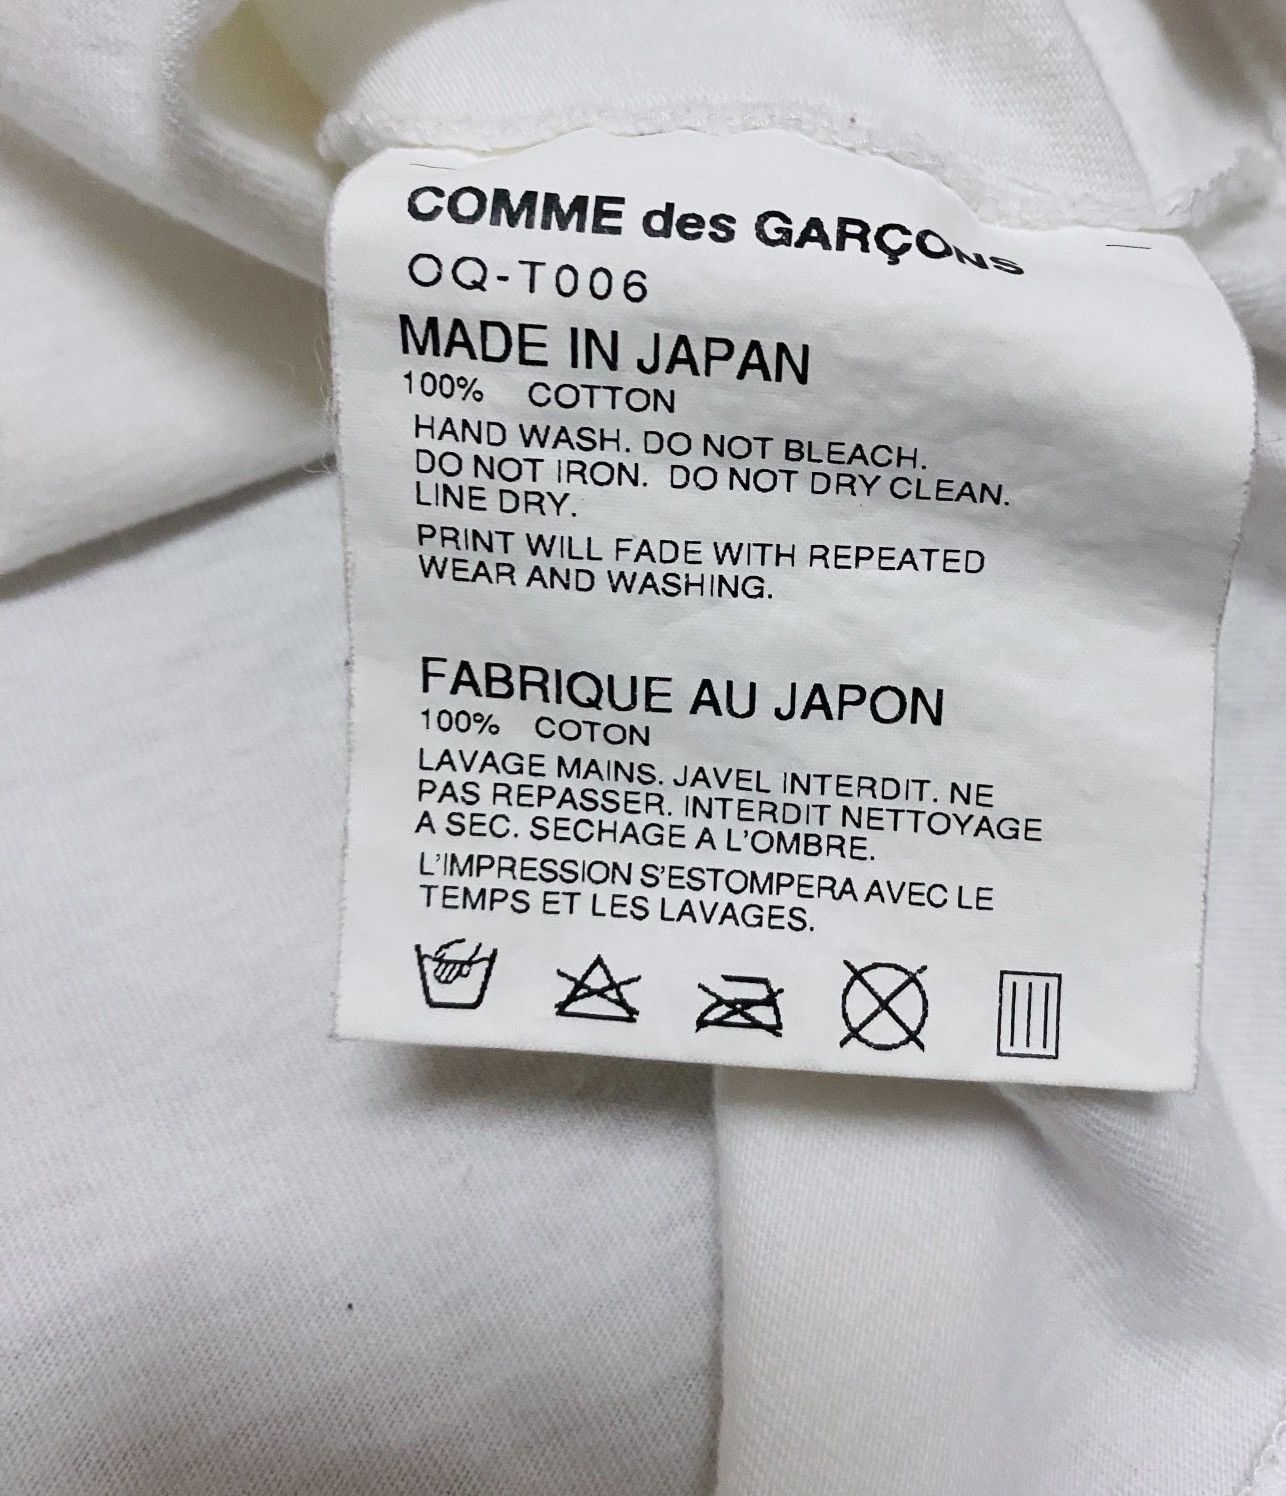 COMME des GARÇONS
OQ-T006
MADE IN JAPAN
100% COTTON
HAND WASH. DO NOT BLEACH.
DO NOT IRON. DO NOT DRY CLEAN.
LINE DRY.
PRINT WILL FADE WITH REPEATED
WEAR AND WASHING.
FABRIQUE AU JAPON
100% COTON
LAVAGE MAINS. JAVEL INTERDIT. NE
PAS REPASSER. INTERDIT NETTOYAGE
A SEC. SECHAGE A L'OMBRE.
L'IMPRESSION S'ESTOMPERA AVEC LE
TEMPS ET LES LAVAGES.